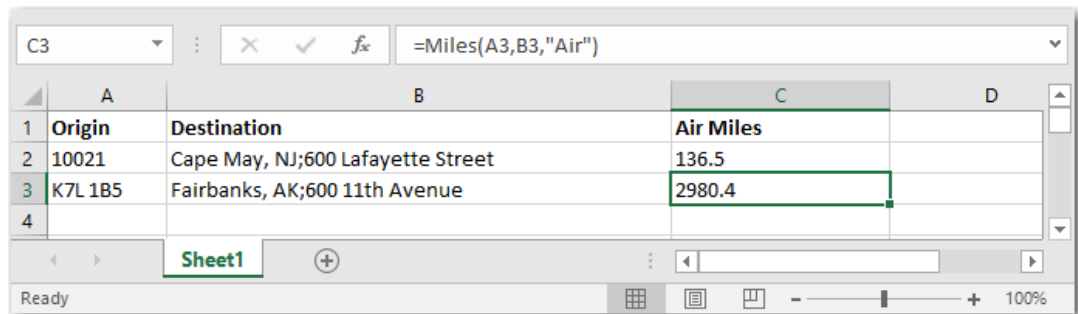 C3 fx =Miles(A3,B3,"Air")
A B C D
1 Origin Destination Air Miles
2 10021 Cape May, NJ;600 Lafayette Street 136.5
3 K7L 1B5 Fairbanks, AK;600 11th Avenue 2980.4
4
Sheet1
Ready 100%